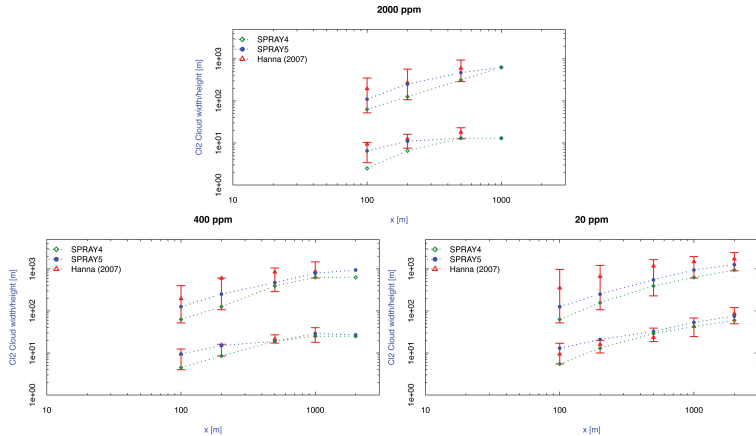 2000 ppm
SPRAY4
SPRAY5
Hanna (2007)
Cl2 Cloud width/height [m]
1e+03
1e+02
1e+01
1e+00
10
100
1000
x [m]
400 ppm
SPRAY4
SPRAY5
Hanna (2007)
Cl2 Cloud width/height [m]
1e+03
1e+02
1e+01
1e+00
10
100
1000
x [m]
20 ppm
SPRAY4
SPRAY5
Hanna (2007)
Cl2 Cloud width/height [m]
1e+03
1e+02
1e+01
1e+00
10
100
1000
x [m]